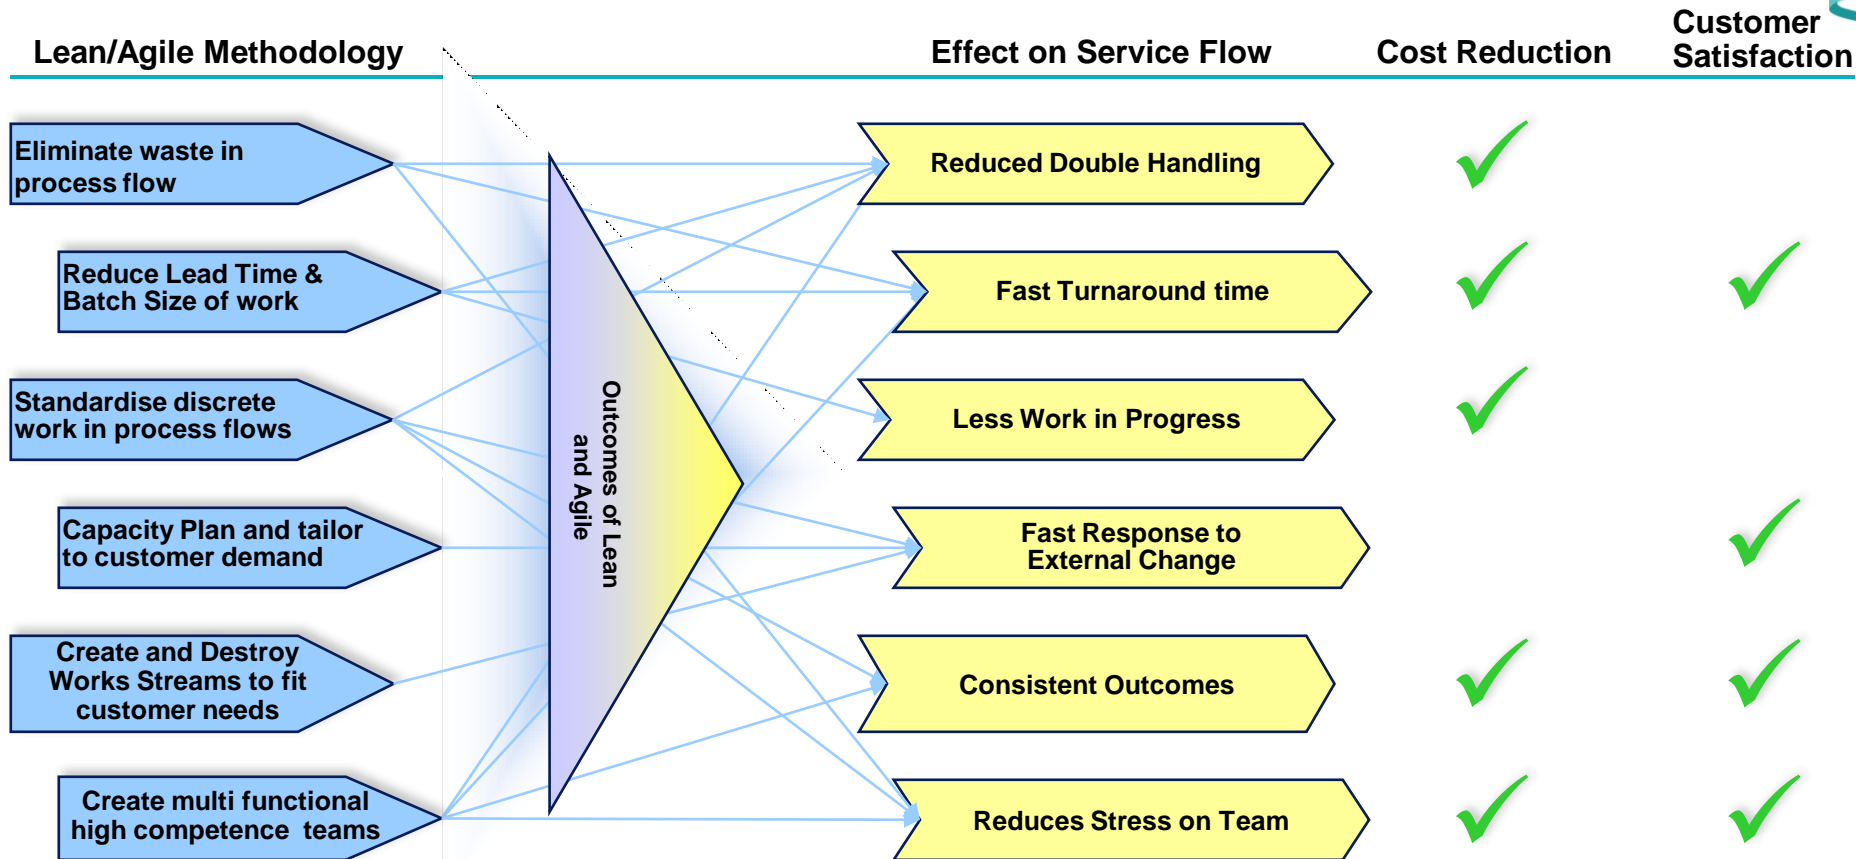 Lean/Agile Methodology
Effect on Service Flow
Cost Reduction
Customer
Satisfaction
Eliminate waste in
process flow
Reduced Double Handling
Reduce Lead Time &
Batch Size of work
Fast Turnaround time
Standardise discrete
work in process flows
Less Work in Progress
Outcomes of Lean
and Agile
Capacity Plan and tailor
to customer demand
Fast Response to
External Change
Create and Destroy
Works Streams to fit
customer needs
Consistent Outcomes
Create multi functional
high competence teams
Reduces Stress on Team